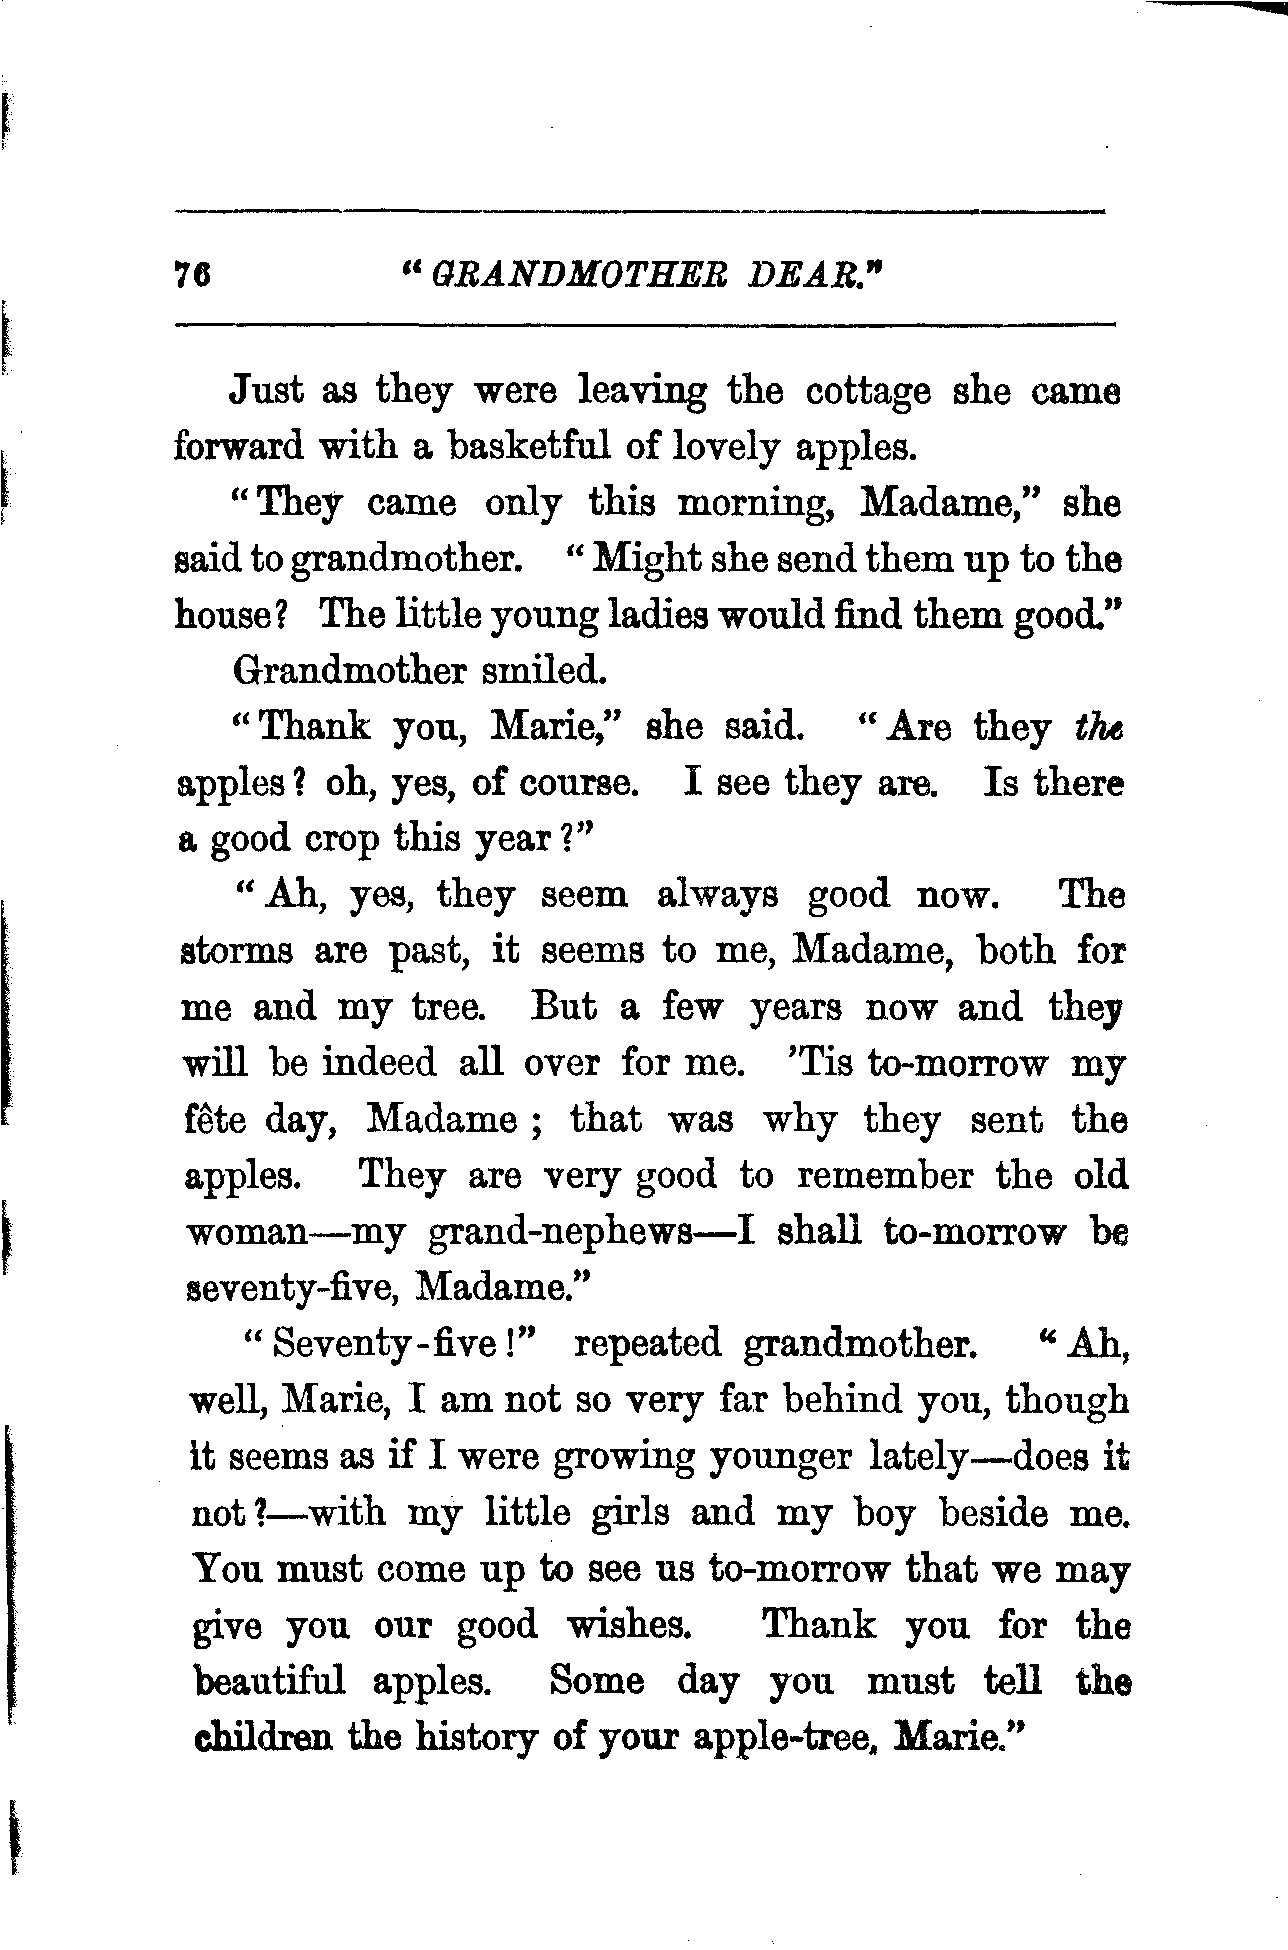 76 " GRANDMOTHER DEAR."
Just as they were leaving the cottage she came
forward with a basketful of lovely apples.
"They came only this morning, Madame," she
said to grandmother. "Might she send them up to the
house? The little young ladies would find them good."
Grandmother smiled.
"Thank you, Marie," she said. "Are they the
apples? oh, yes, of course. I see they are. Is there
a good crop this year?"
"Ah, yes, they seem always good now. The
storms are past, it seems to me, Madame, both for
me and my tree. But a few years now and they
will be indeed all over for me. 'Tis to-morrow my
fête day, Madame; that was why they sent the
apples. They are very good to remember the old
woman—my grand-nephews—I shall to-morrow be
seventy-five, Madame."
"Seventy-five!" repeated grandmother. "Ah,
well, Marie, I am not so very far behind you, though
it seems as if I were growing younger lately—does it
not?—with my little girls and my boy beside me.
You must come up to see us to-morrow that we may
give you our good wishes. Thank you for the
beautiful apples. Some day you must tell the
children the history of your apple-tree, Marie."